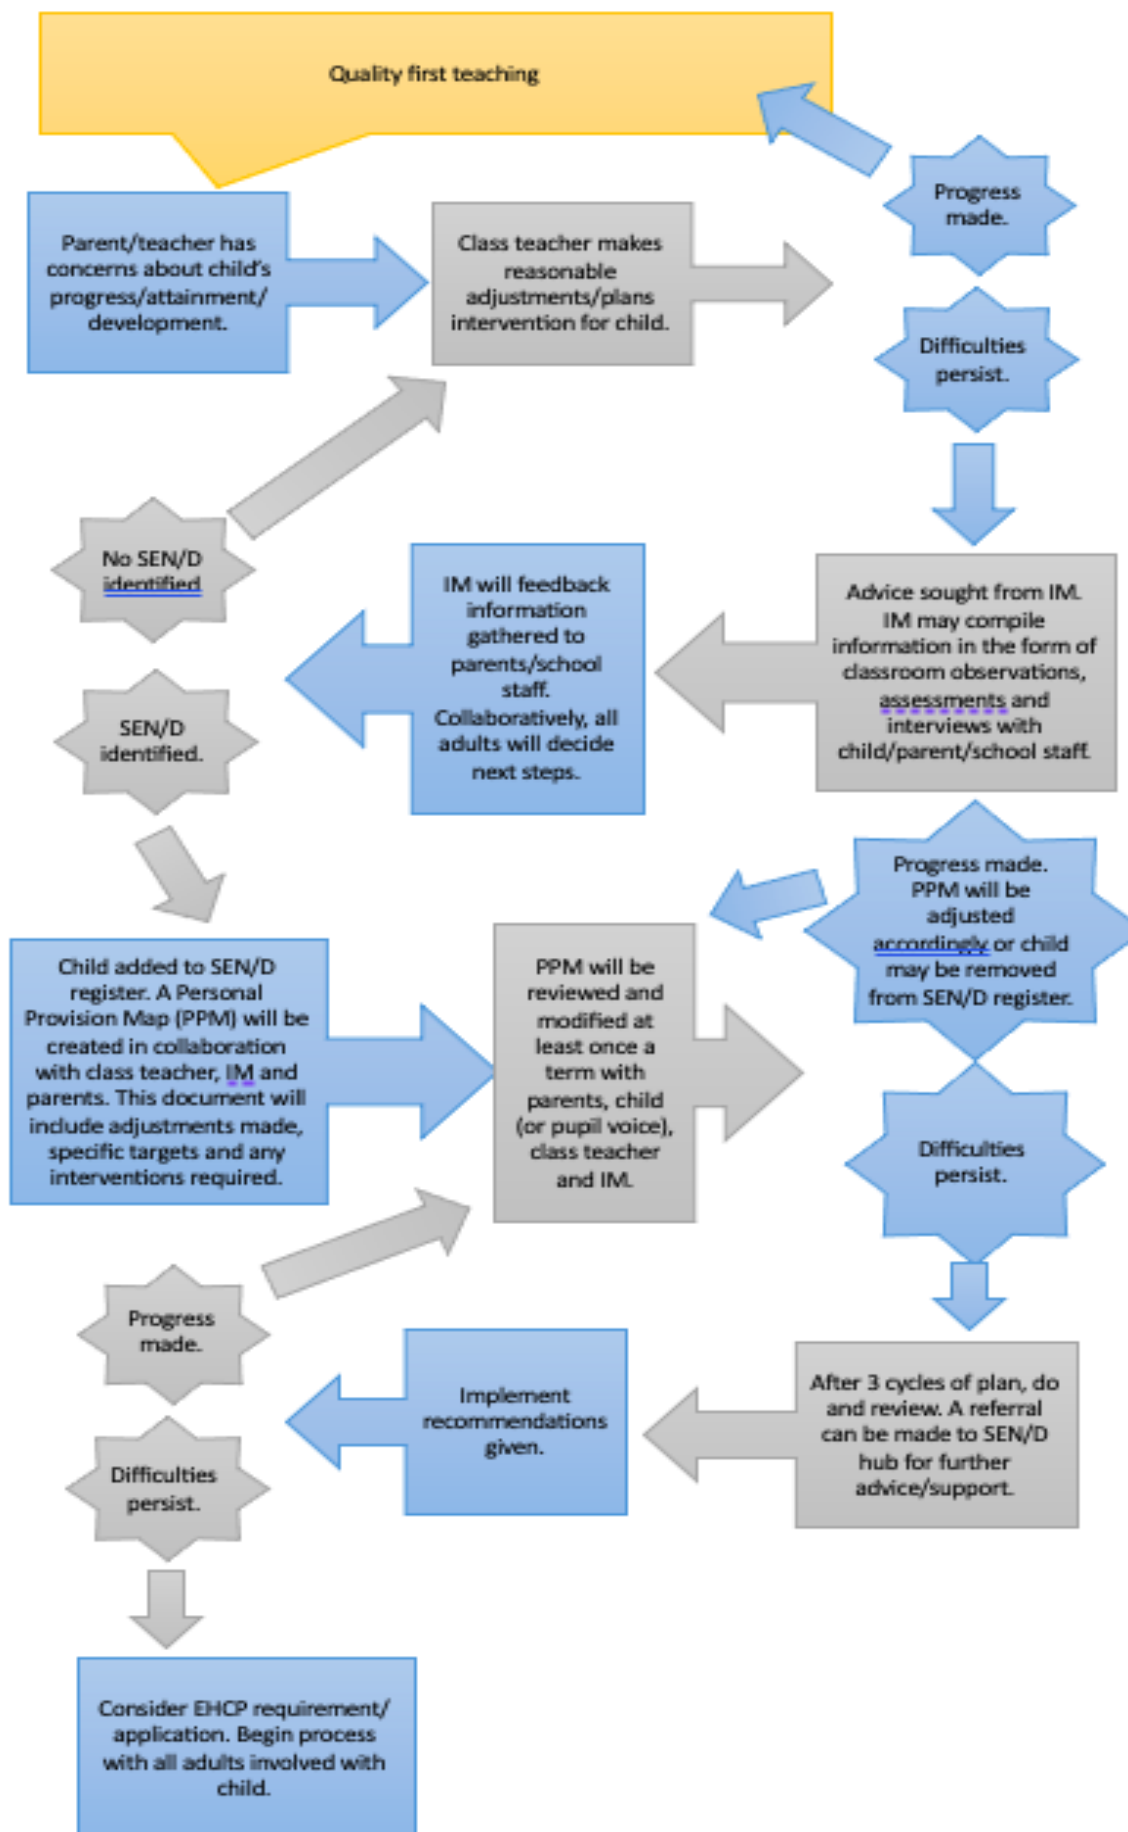 Quality first teaching
Parent/teacher has
concerns about child's
progress/attainment/
development.
Class teacher makes
reasonable
adjustments/plans
intervention for child.
Progress
made.
Difficulties
persist.
Advice sought from IM.
IM may compile
information in the form of
classroom observations,
assessments and
interviews with
child/parent/school staff.
IM will feedback
information
gathered to
parents/school
staff.
Collaboratively, all
adults will decide
next steps.
No SEN/D
identified.
SEN/D
identified.
Child added to SEN/D
register. A Personal
Provision Map (PPM) will be
created in collaboration
with class teacher, IM and
parents. This document will
include adjustments made,
specific targets and any
interventions required.
PPM will be
reviewed and
modified at
least once a
term with
parents, child
(or pupil voice),
class teacher
and IM.
Progress made.
PPM will be
adjusted
accordingly or child
may be removed
from SEN/D register.
Difficulties
persist.
After 3 cycles of plan, do
and review. A referral
can be made to SEN/D
hub for further
advice/support.
Implement
recommendations
given.
Progress
made.
Difficulties
persist.
Consider EHCP requirement/
application. Begin process
with all adults involved with
child.